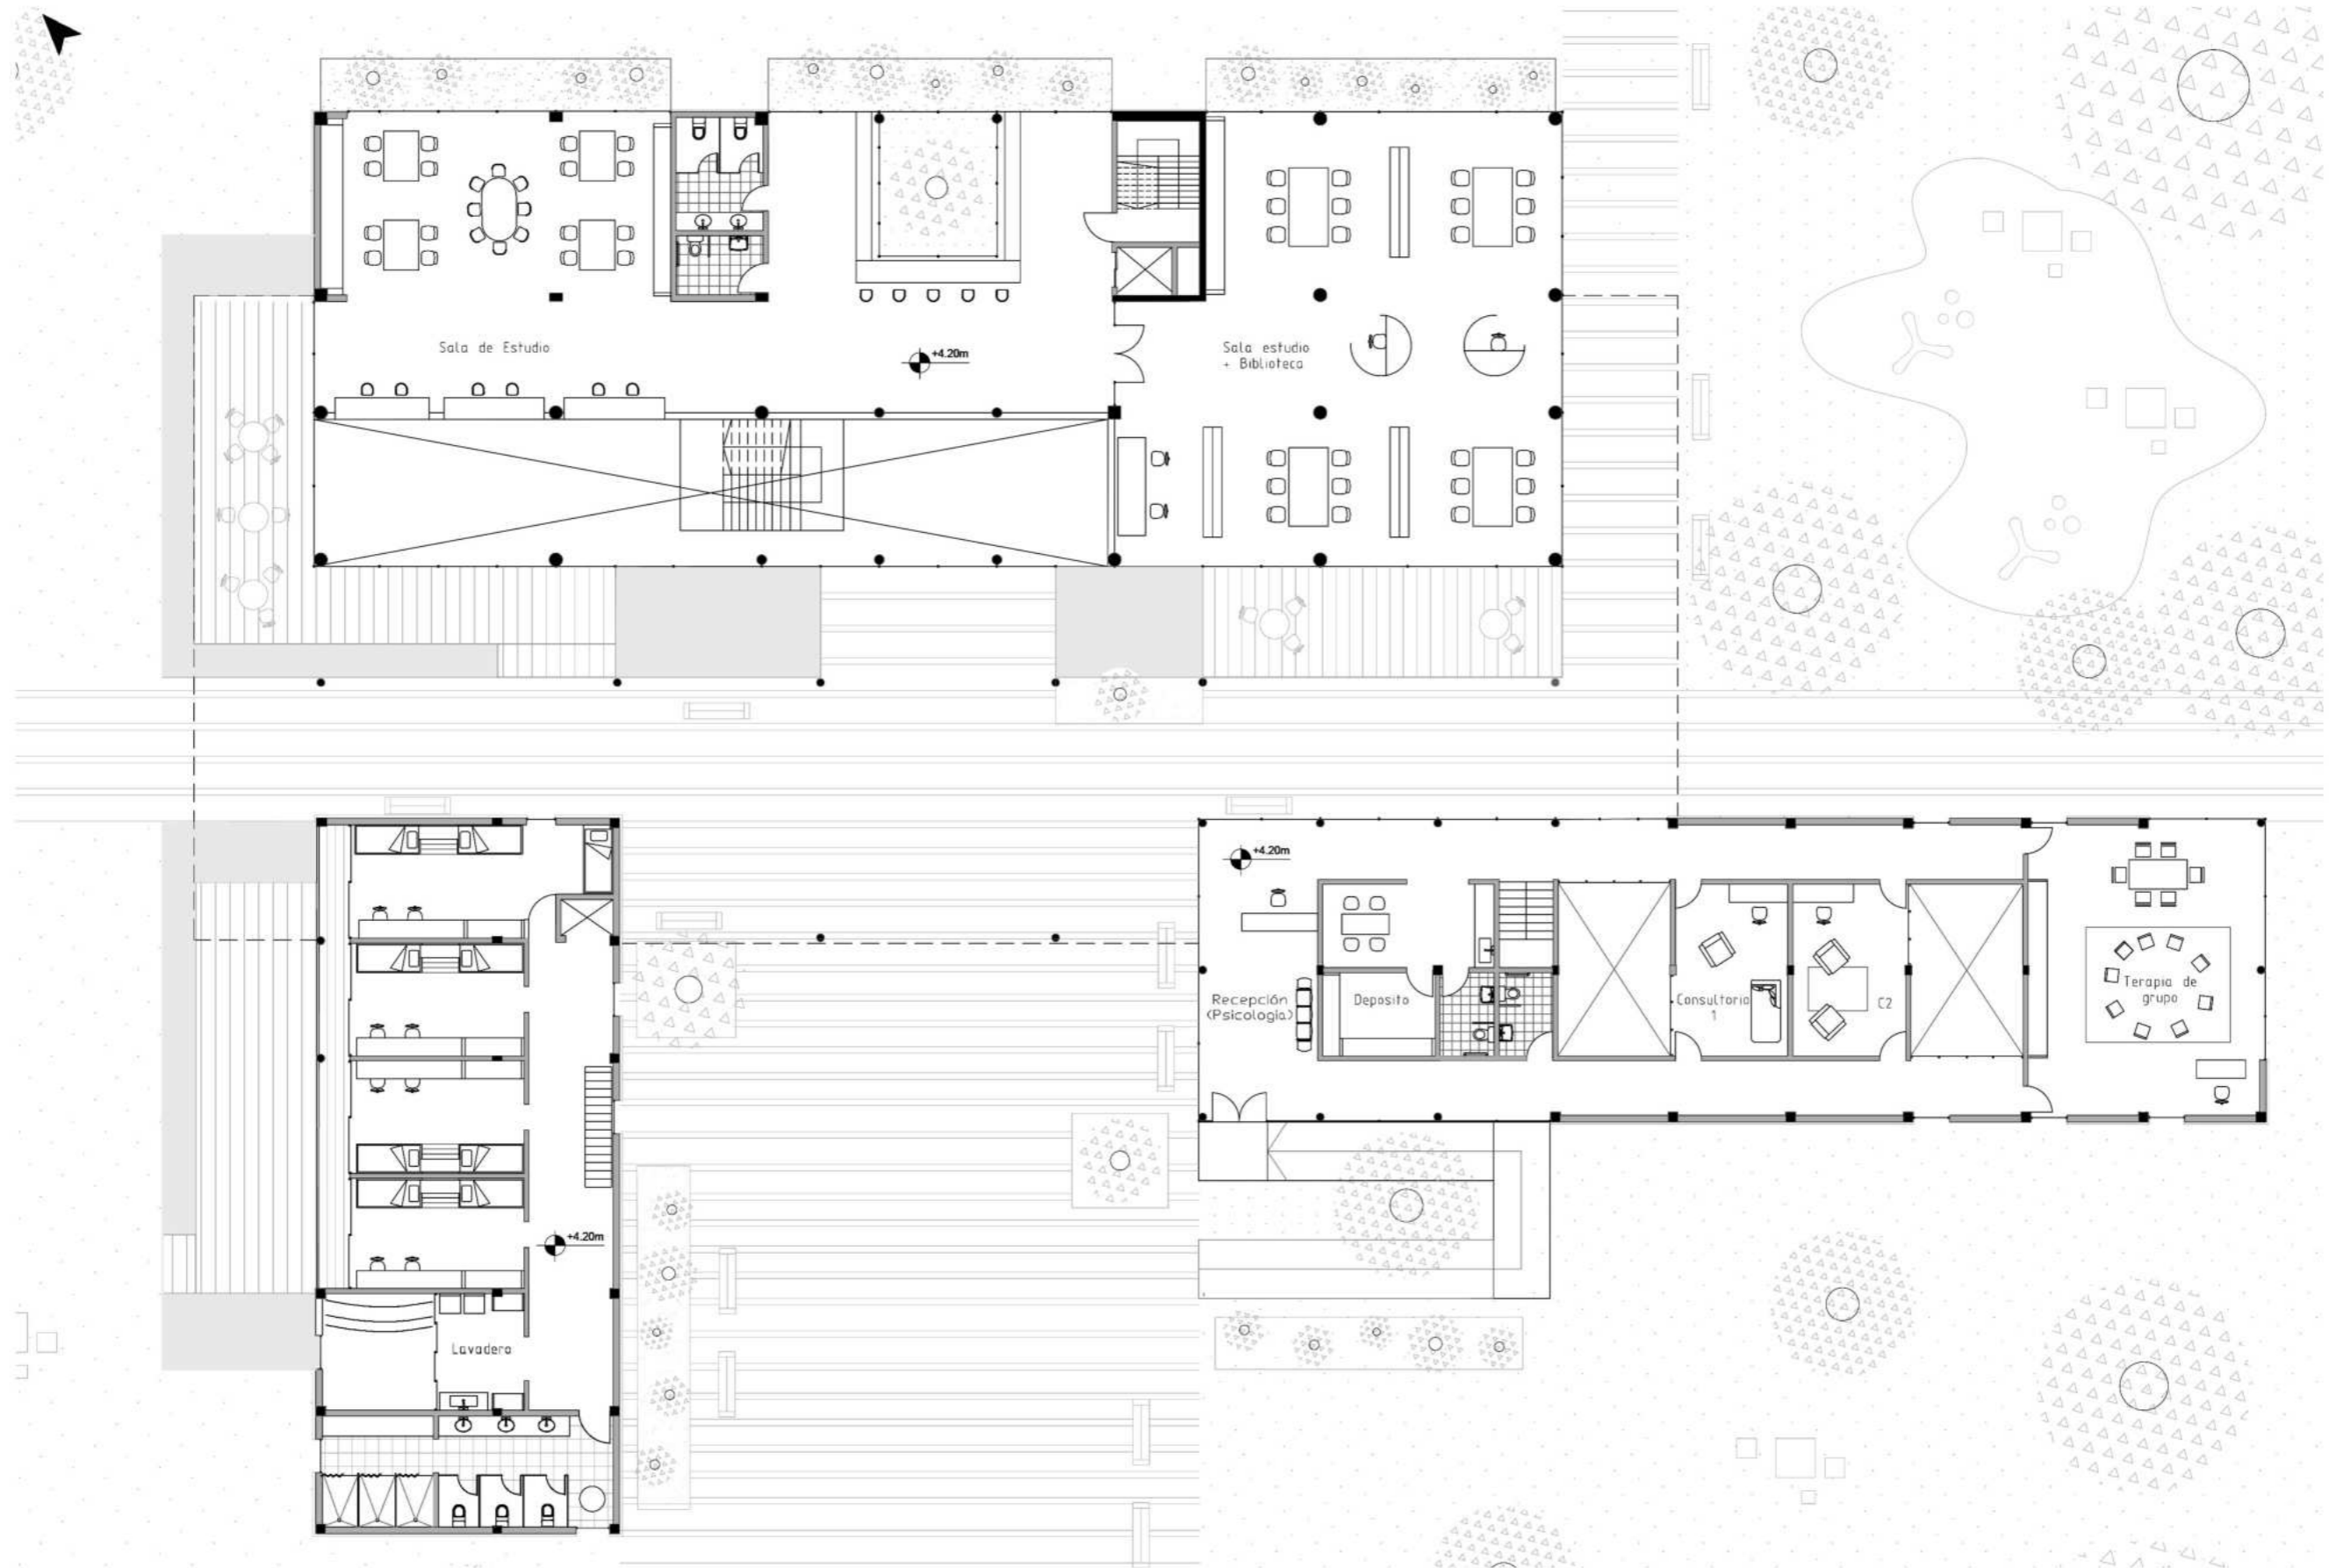 Sala de Estudio
+4.20m
Sala estudio
+ Biblioteca
+4.20m
Recepción
(Psicología)
Deposito
Consultorio
1
C2
Terapia de
grupo
+4.20m
Lavadero